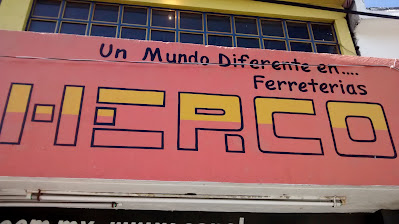 Un Mundo Diferente en....
Ferreterias
HERCO